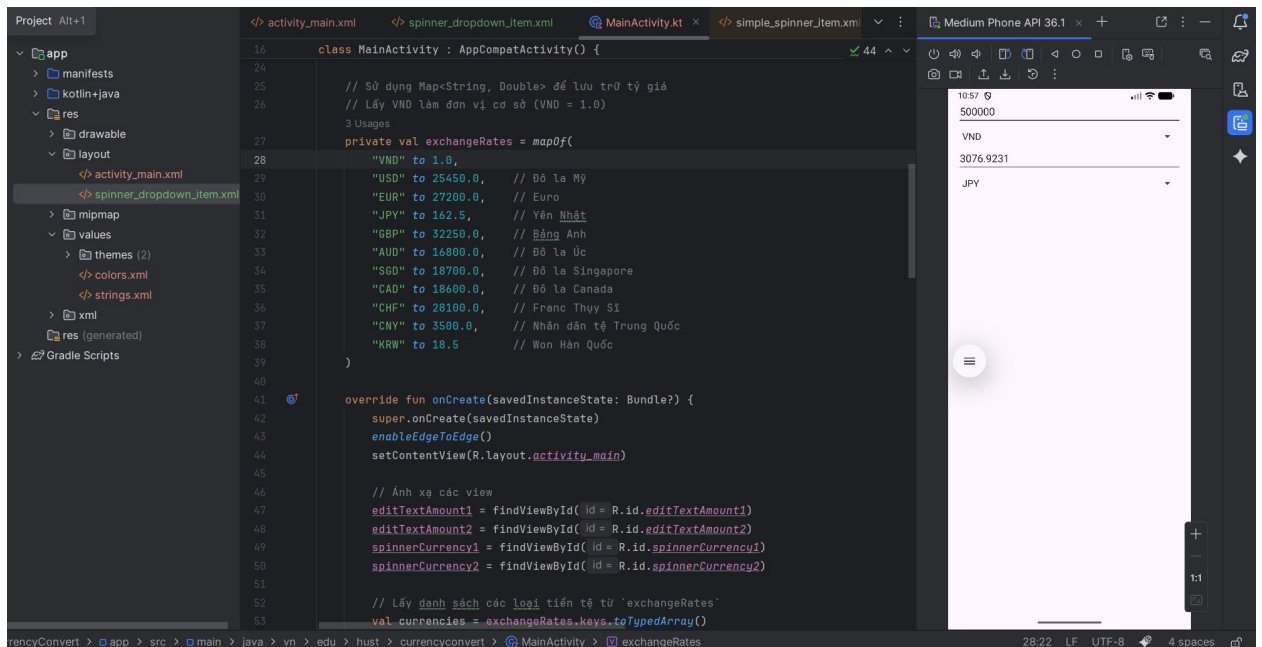 Project Alt+1
app
manifests
kotlin+java
res
drawable
layout
activity_main.xml
spinner_dropdown_item.xml
mipmap
values
themes (2)
colors.xml
strings.xml
xml
res (generated)
Gradle Scripts
activity_main.xml
spinner_dropdown_item.xml
MainActivity.kt
simple_spinner_item.xml
44
16 class MainActivity : AppCompatActivity() {
24
25 // Sử dụng Map<String, Double> để lưu trữ tỷ giá
26 // Lấy VND làm đơn vị cơ sở (VND = 1.0)
3 Usages
27 private val exchangeRates = mapOf(
28 "VND" to 1.0,
29 "USD" to 25450.0, // Đô la Mỹ
30 "EUR" to 27200.0, // Euro
31 "JPY" to 162.5, // Yên Nhật
32 "GBP" to 32250.0, // Bảng Anh
33 "AUD" to 16800.0, // Đô la Úc
34 "SGD" to 18700.0, // Đô la Singapore
35 "CAD" to 18600.0, // Đô la Canada
36 "CHF" to 28100.0, // Franc Thụy Sĩ
37 "CNY" to 3500.0, // Nhân dân tệ Trung Quốc
38 "KRW" to 18.5 // Won Hàn Quốc
39 )
40
41 override fun onCreate(savedInstanceState: Bundle?) {
42 super.onCreate(savedInstanceState)
43 enableEdgeToEdge()
44 setContentView(R.layout.activity_main)
45
46 // Ánh xạ các view
47 editTextAmount1 = findViewById( id = R.id.editTextAmount1)
48 editTextAmount2 = findViewById( id = R.id.editTextAmount2)
49 spinnerCurrency1 = findViewById( id = R.id.spinnerCurrency1)
50 spinnerCurrency2 = findViewById( id = R.id.spinnerCurrency2)
51
52 // Lấy danh sách các loại tiền tệ từ `exchangeRates`
53 val currencies = exchangeRates.keys.toTypedArray()
Medium Phone API 36.1
10:57
500000
VND
3076.9231
JPY
1:1
rrencyConvert > app > src > main > java > vn > edu > hust > currencyconvert > MainActivity > exchangeRates
28:22 LF UTF-8 4 spaces